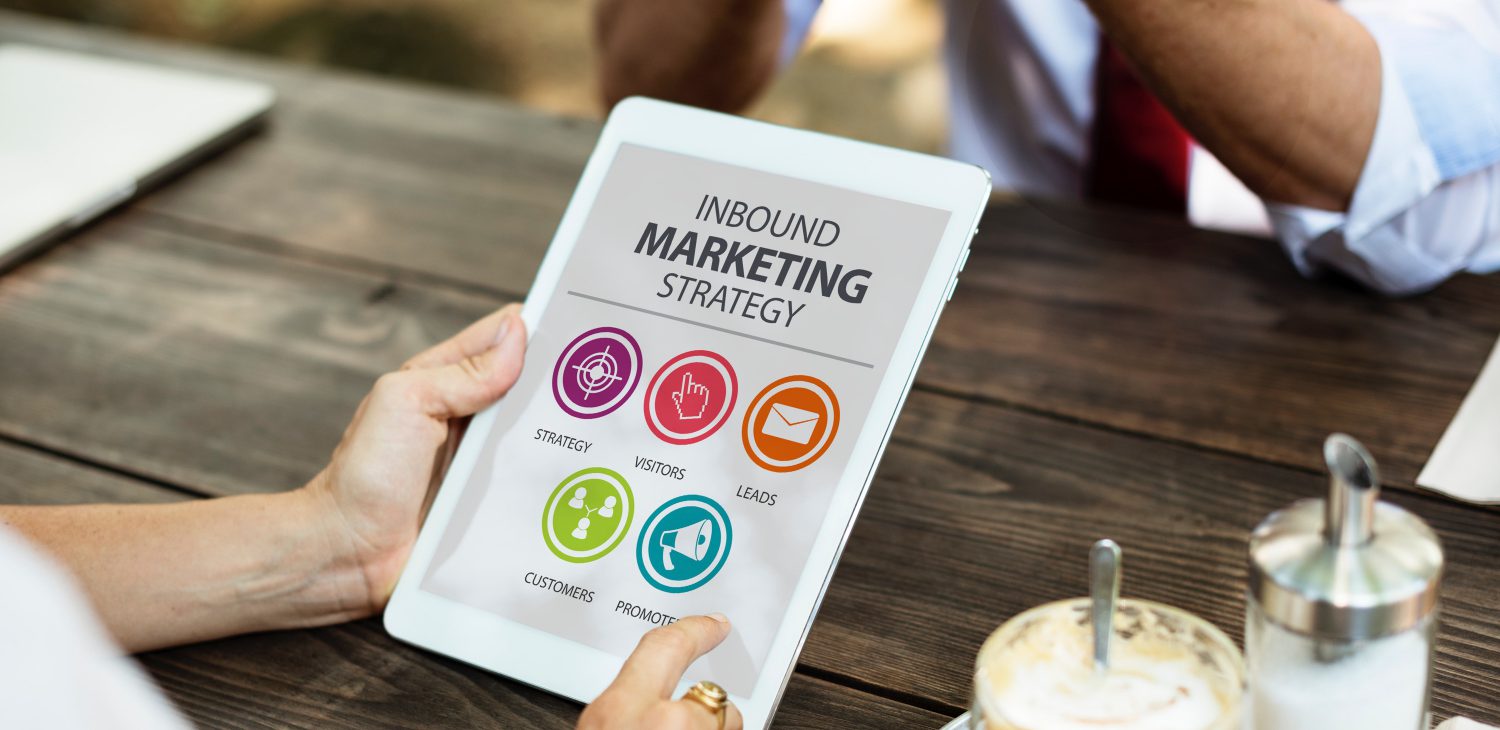 INBOUND
MARKETING
STRATEGY
STRATEGY
VISITORS
LEADS
CUSTOMERS